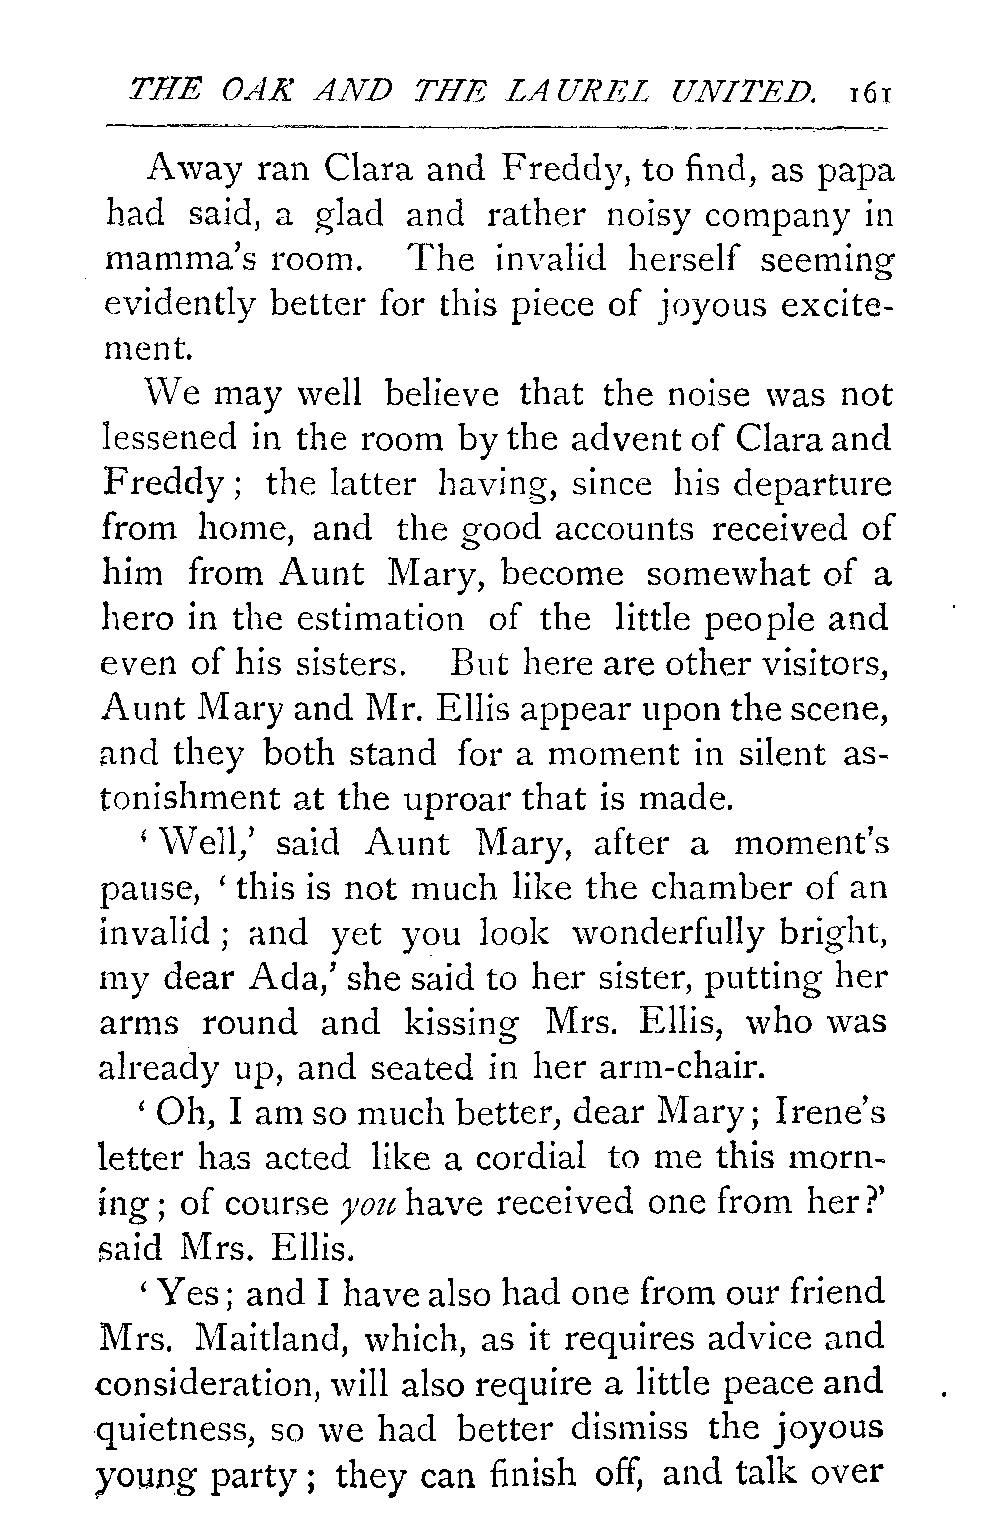 THE OAK AND THE LAUREL UNITED. 161
Away ran Clara and Freddy, to find, as papa
had said, a glad and rather noisy company in
mamma's room. The invalid herself seeming
evidently better for this piece of joyous excite-
ment.
We may well believe that the noise was not
lessened in the room by the advent of Clara and
Freddy; the latter having, since his departure
from home, and the good accounts received of
him from Aunt Mary, become somewhat of a
hero in the estimation of the little people and
even of his sisters. But here are other visitors,
Aunt Mary and Mr. Ellis appear upon the scene,
and they both stand for a moment in silent as-
tonishment at the uproar that is made.
‘Well,’ said Aunt Mary, after a moment's
pause, ‘this is not much like the chamber of an
invalid; and yet you look wonderfully bright,
my dear Ada,’ she said to her sister, putting her
arms round and kissing Mrs. Ellis, who was
already up, and seated in her arm-chair.
‘Oh, I am so much better, dear Mary; Irene's
letter has acted like a cordial to me this morn-
ing; of course you have received one from her?’
said Mrs. Ellis.
‘Yes; and I have also had one from our friend
Mrs. Maitland, which, as it requires advice and
consideration, will also require a little peace and
quietness, so we had better dismiss the joyous
young party; they can finish off, and talk over